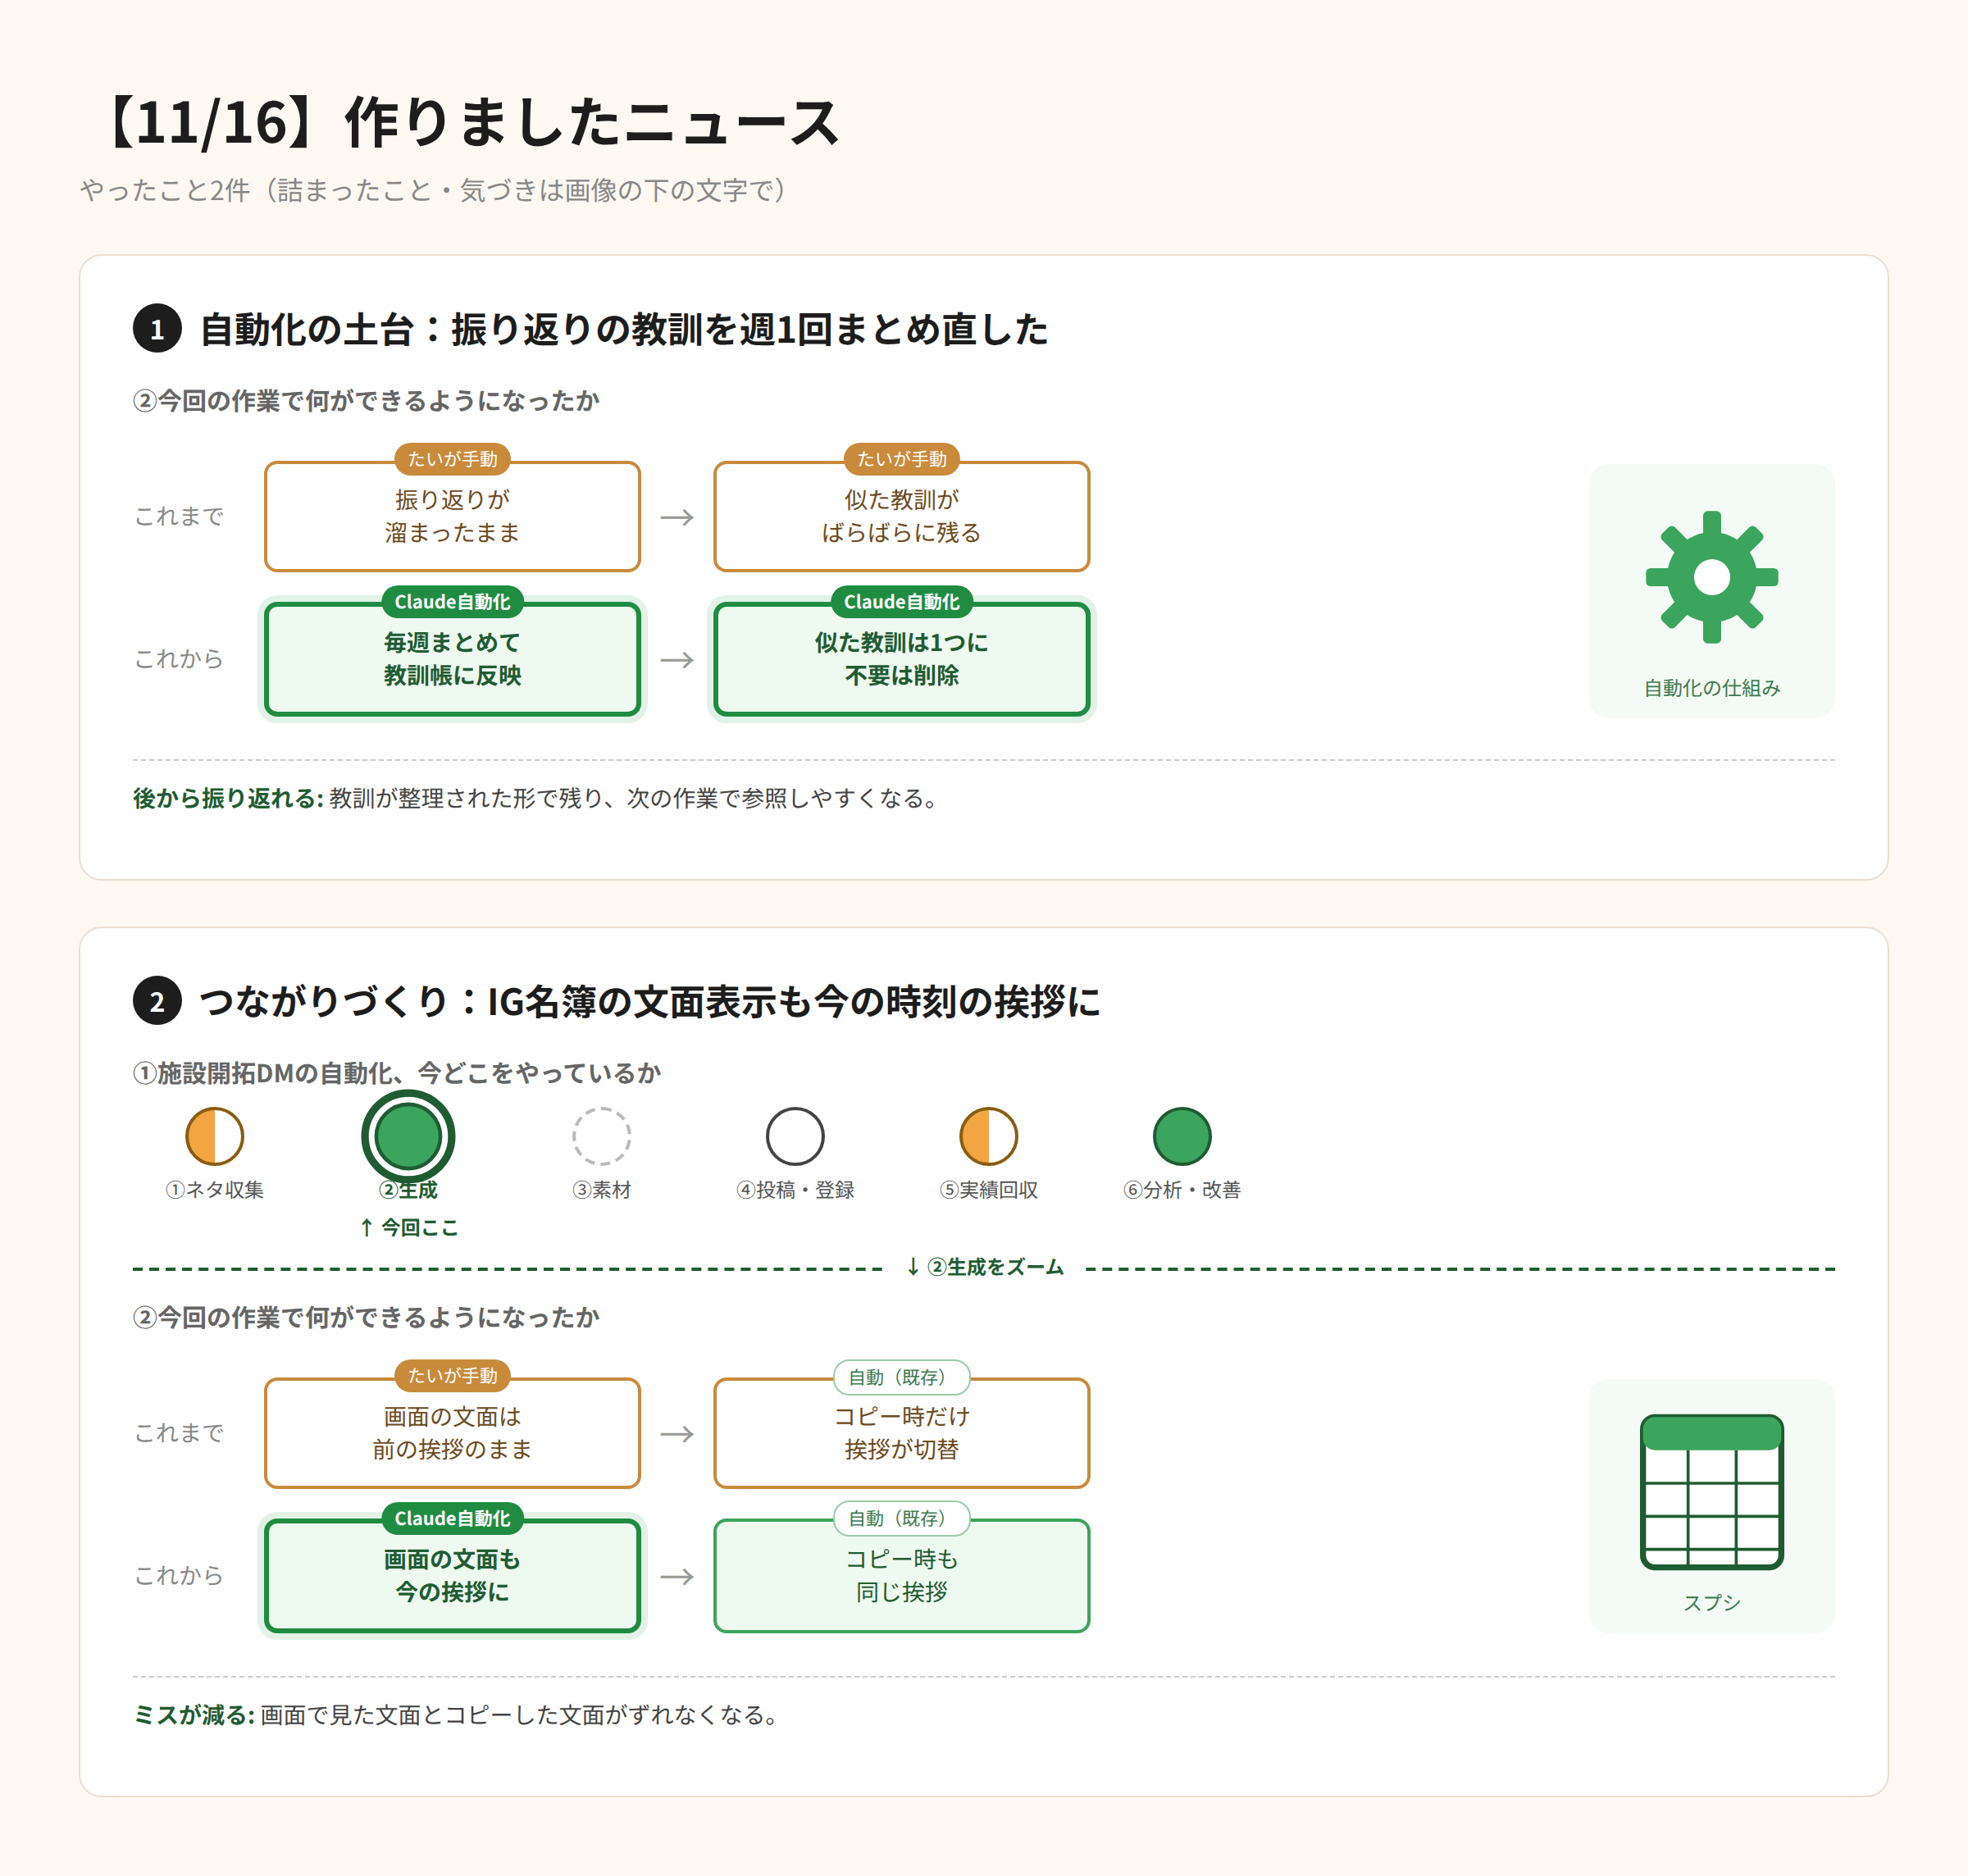 【11/16】作りましたニュース
やったこと2件（詰まったこと・気づきは画像の下の文字で）
1 自動化の土台：振り返りの教訓を週1回まとめ直した
②今回の作業で何ができるようになったか
これまで
たいが手動
振り返りが
溜まったまま
→
たいが手動
似た教訓が
ばらばらに残る
これから
Claude自動化
毎週まとめて
教訓帳に反映
→
Claude自動化
似た教訓は1つに
不要は削除
自動化の仕組み
後から振り返れる: 教訓が整理された形で残り、次の作業で参照しやすくなる。
2 つながりづくり：IG名簿の文面表示も今の時刻の挨拶に
①施設開拓DMの自動化、今どこをやっているか
①ネタ収集
②生成
③素材
④投稿・登録
⑤実績回収
⑥分析・改善
↑ 今回ここ
↓ ②生成をズーム
②今回の作業で何ができるようになったか
これまで
たいが手動
画面の文面は
前の挨拶のまま
→
自動（既存）
コピー時だけ
挨拶が切替
これから
Claude自動化
画面の文面も
今の挨拶に
→
自動（既存）
コピー時も
同じ挨拶
スプシ
ミスが減る: 画面で見た文面とコピーした文面がずれなくなる。